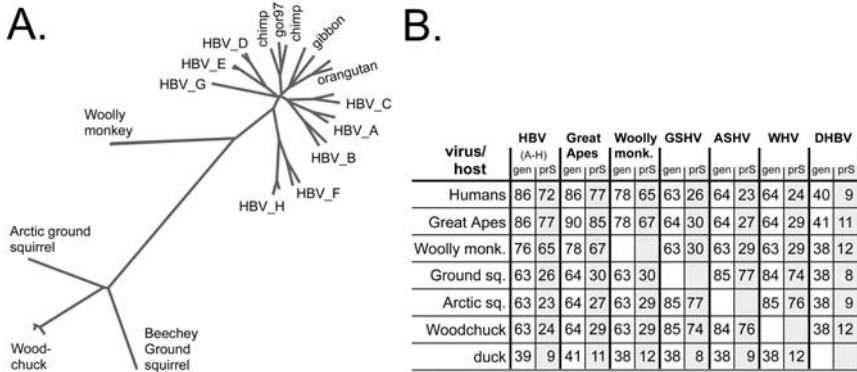 A.
HBV_D
chimp
gor97
chimp
gibbon
orangutan
HBV_E
HBV_G
HBV_C
HBV_A
HBV_B
HBV_F
HBV_H
Woolly
monkey
Arctic ground
squirrel
Wood-
chuck
Beechey
Ground
squirrel
B.
virus/ host HBV (A-H) Great Apes Woolly monk. GSHV ASHV WHV DHBV
gen prS gen prS gen prS gen prS gen prS gen prS gen prS
Humans 86 72 86 77 78 65 63 26 64 23 64 24 40 9
Great Apes 86 77 90 85 78 67 64 30 64 27 64 29 41 11
Woolly monk. 76 65 78 67 63 30 63 29 63 29 38 12
Ground sq. 63 26 64 30 63 30 85 77 84 74 38 8
Arctic sq. 63 23 64 27 63 29 85 77 85 76 38 9
Woodchuck 63 24 64 29 63 29 85 74 84 76 38 12
duck 39 9 41 11 38 12 38 8 38 9 38 12